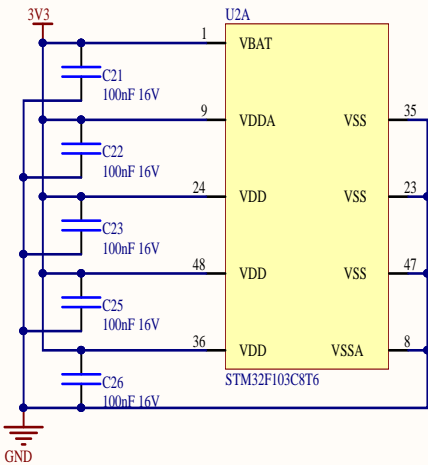 3V3
U2A
1
VBAT
C21
100nF 16V
9
VDDA
VSS
35
C22
100nF 16V
24
VDD
VSS
23
C23
100nF 16V
48
VDD
VSS
47
C25
100nF 16V
36
VDD
VSSA
8
STM32F103C8T6
C26
100nF 16V
GND